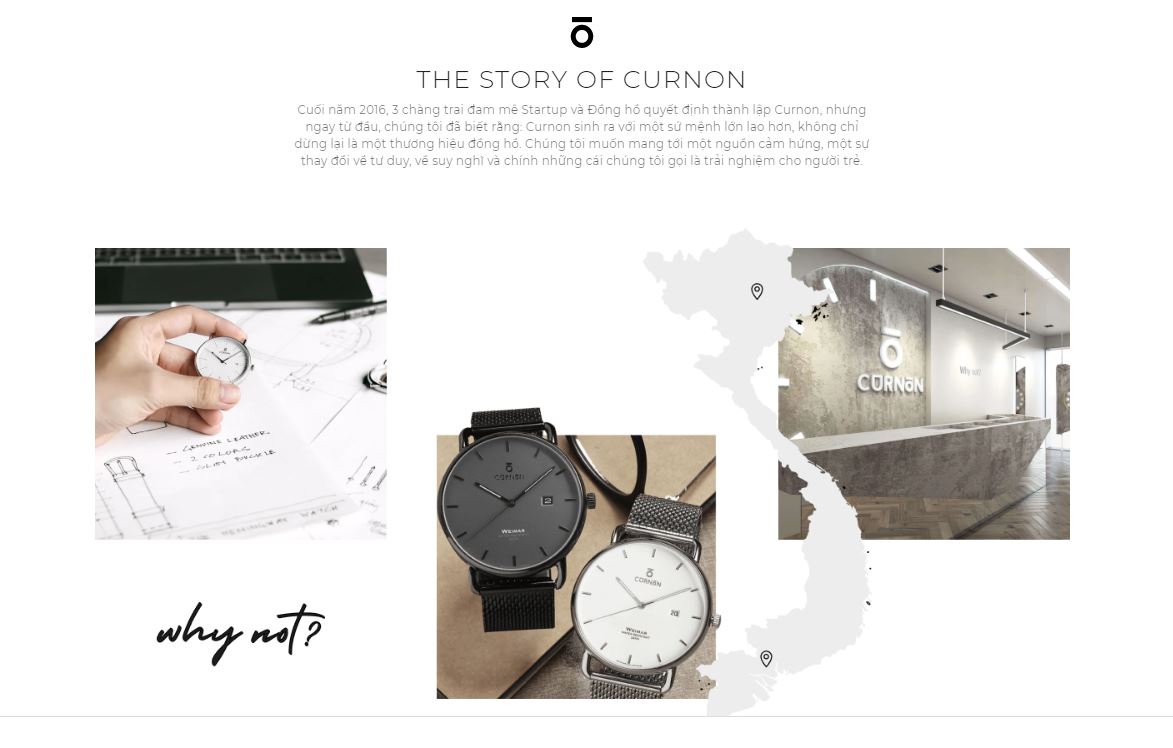 THE STORY OF CURNON
Cuối năm 2016, 3 chàng trai đam mê Startup và Đồng hồ quyết định thành lập Curnon, nhưng
ngay từ đầu, chúng tôi đã biết rằng: Curnon sinh ra với một sứ mệnh lớn lao hơn, không chỉ
dừng lại là một thương hiệu đồng hồ. Chúng tôi muốn mang tới một nguồn cảm hứng, một sự
thay đổi về tư duy, về suy nghĩ và chính những cái chúng tôi gọi là trải nghiệm cho người trẻ.
CURNON
— GENUINE LEATHER
— 2 COLORS
CŪRNōN
Why not?
CURNON
2
WEIMAR
CURNON
WEIMAR
WATER RESISTANT
why not?